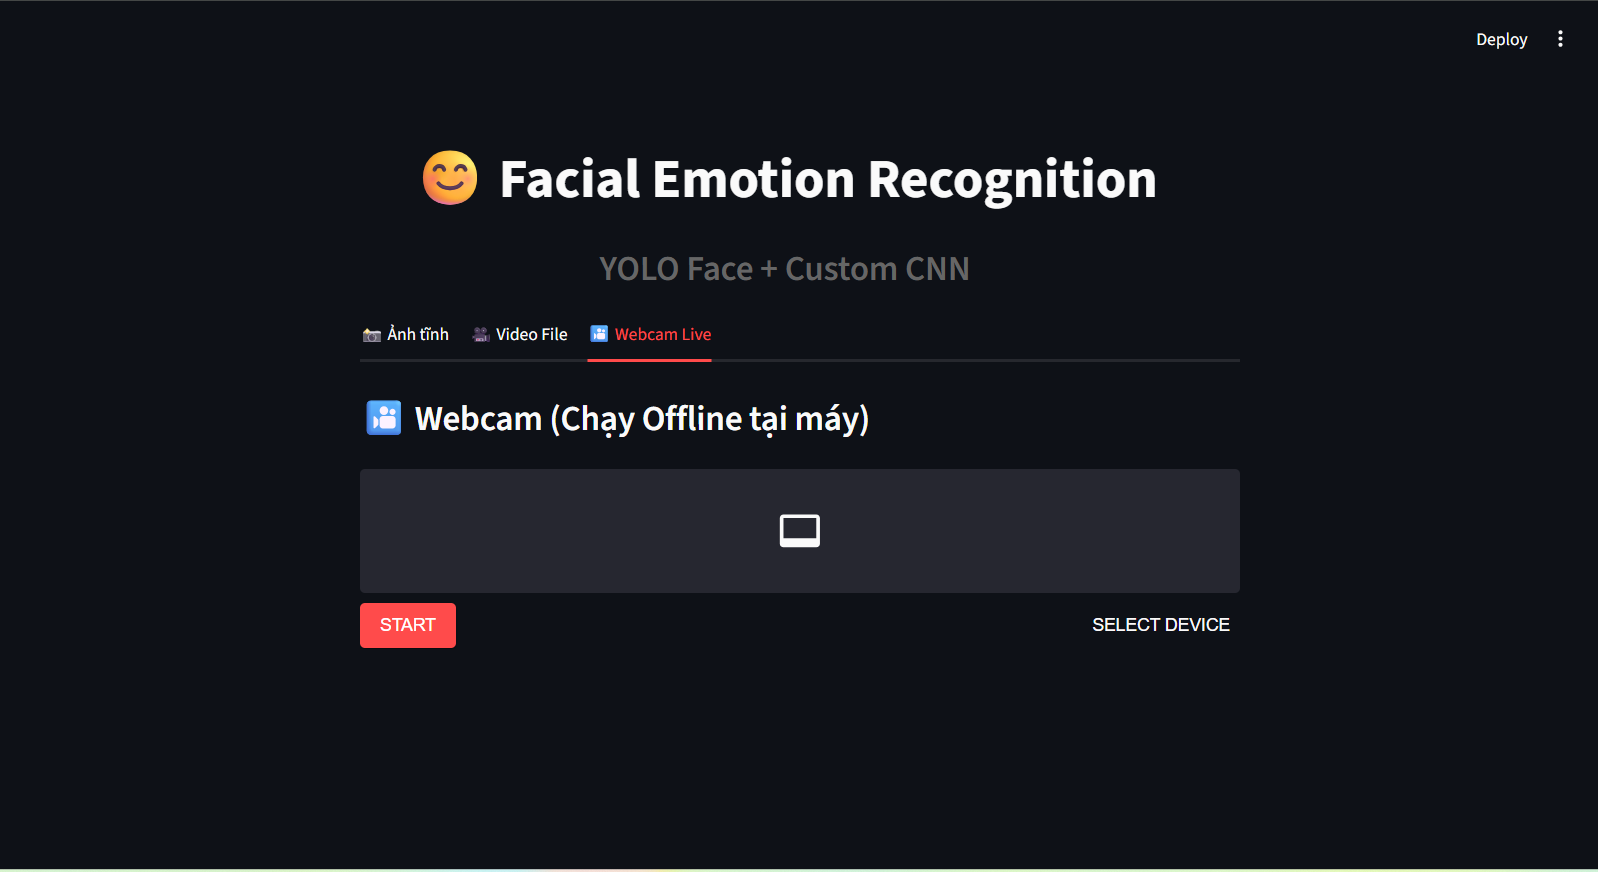 Deploy
Facial Emotion Recognition
YOLO Face + Custom CNN
Ảnh tĩnh Video File Webcam Live
Webcam (Chạy Offline tại máy)
START SELECT DEVICE